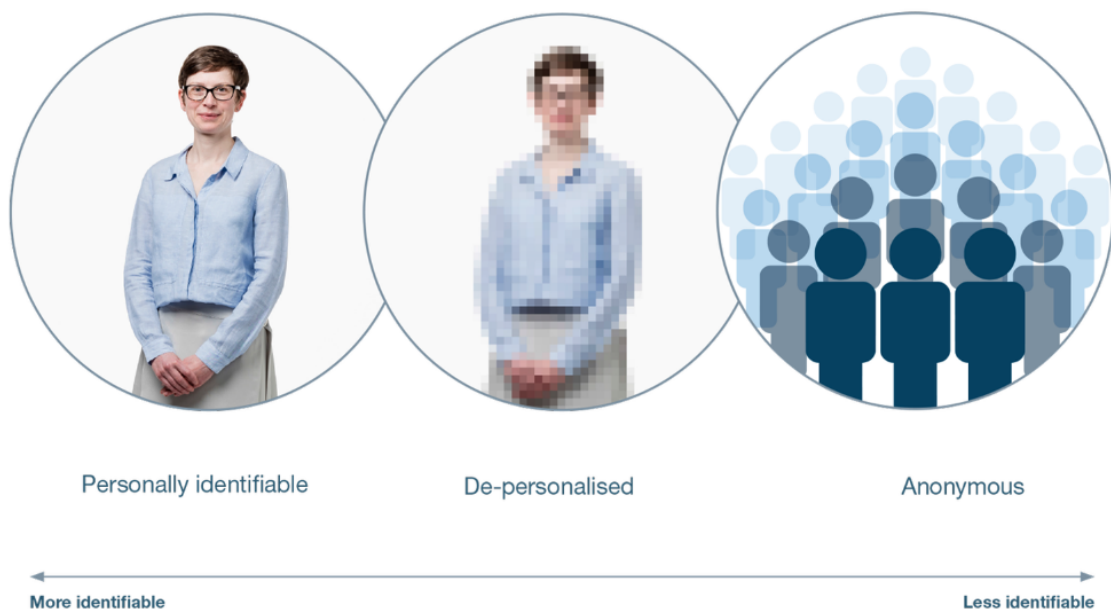 Personally identifiable
De-personalised
Anonymous
More identifiable
Less identifiable